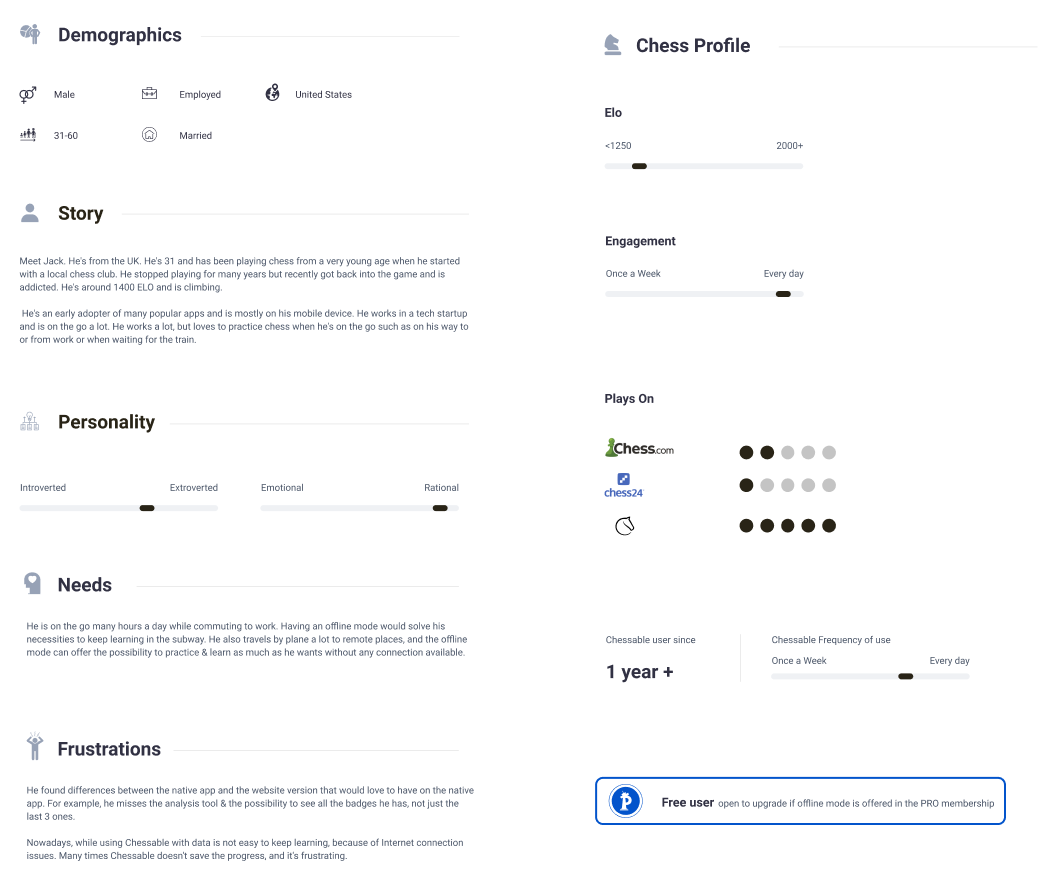 Demographics
Male
Employed
United States
31-60
Married
Story
Meet Jack. He's from the UK. He's 31 and has been playing chess from a very young age when he started
with a local chess club. He stopped playing for many years but recently got back into the game and is
addicted. He's around 1400 ELO and is climbing.
He's an early adopter of many popular apps and is mostly on his mobile device. He works in a tech startup
and is on the go a lot. He works a lot, but loves to practice chess when he's on the go such as on his way to
or from work or when waiting for the train.
Personality
Introverted
Extroverted
Emotional
Rational
Needs
He is on the go many hours a day while commuting to work. Having an offline mode would solve his
necessities to keep learning in the subway. He also travels by plane a lot to remote places, and the offline
mode can offer the possibility to practice & learn as much as he wants without any connection available.
Frustrations
He found differences between the native app and the website version that would love to have on the native
app. For example, he misses the analysis tool & the possibility to see all the badges he has, not just the
last 3 ones.
Nowadays, while using Chessable with data is not easy to keep learning, because of Internet connection
issues. Many times Chessable doesn't save the progress, and it's frustrating.
Chess Profile
Elo
<1250
2000+
Engagement
Once a Week
Every day
Plays On
Chess.com
chess24
Chessable user since
1 year +
Chessable Frequency of use
Once a Week
Every day
Free user open to upgrade if offline mode is offered in the PRO membership